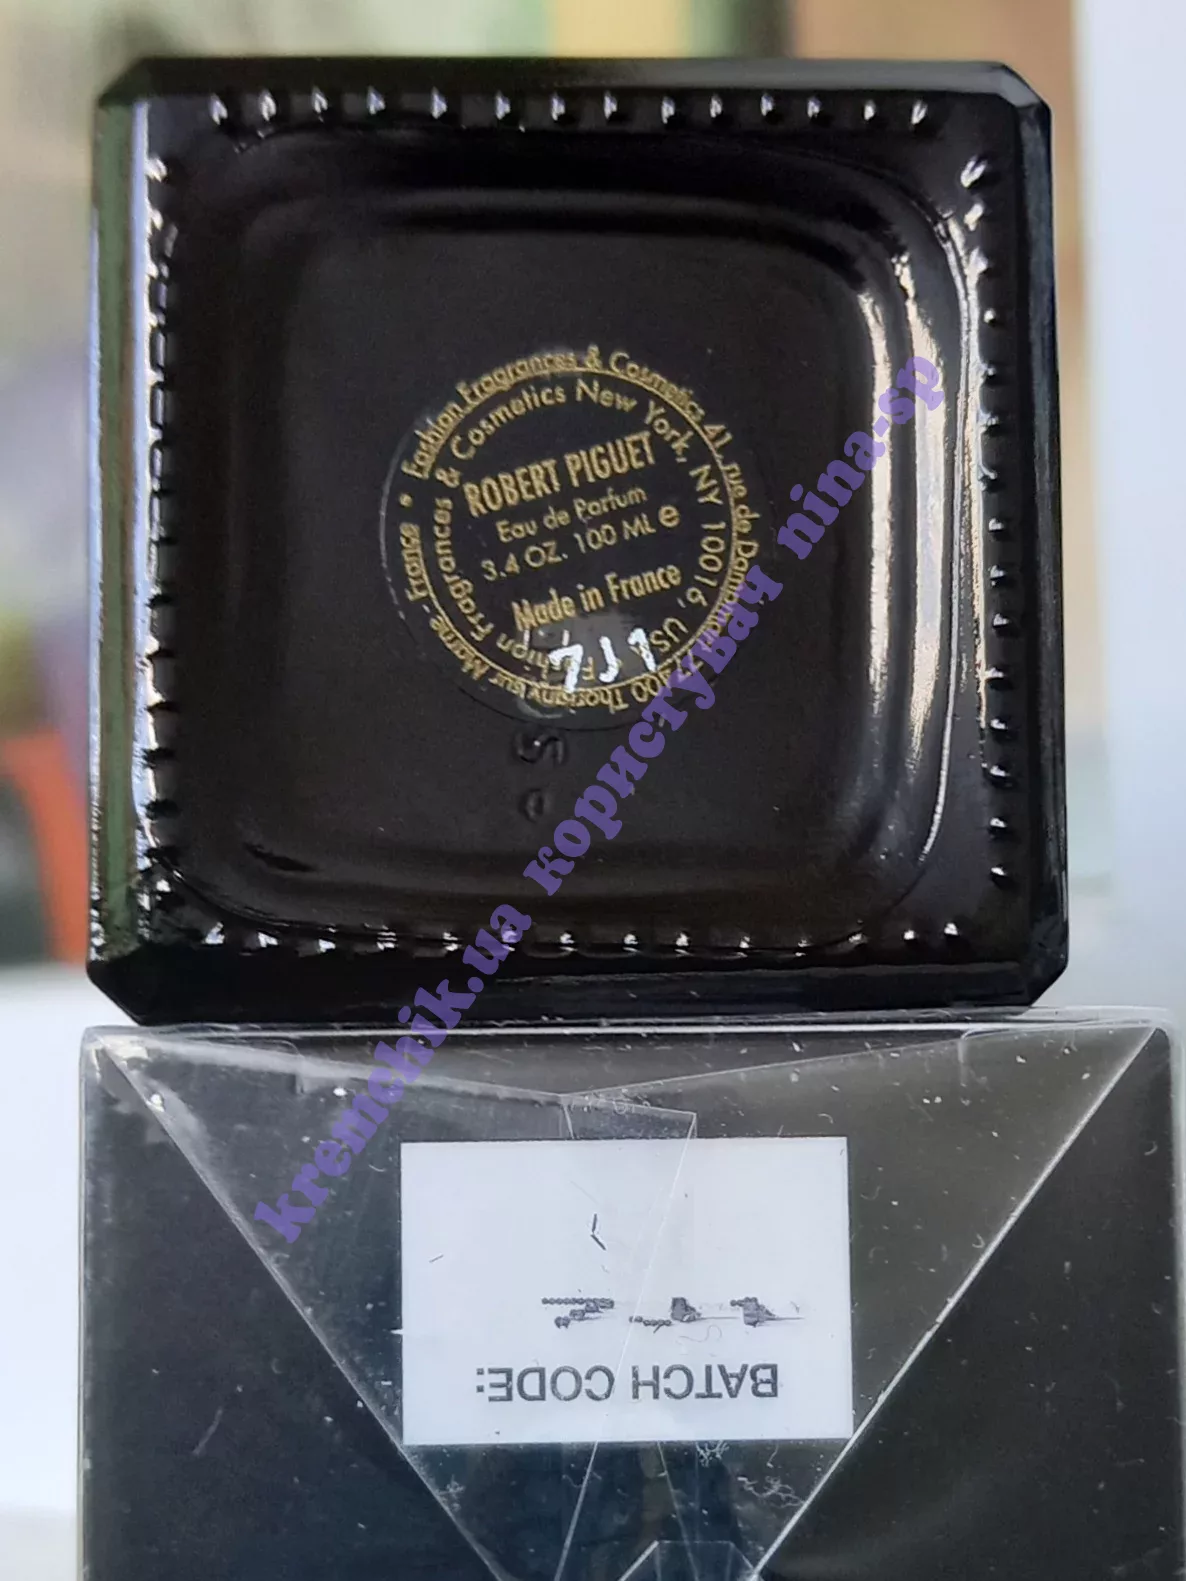 Fashion Fragrances & Cosmetics 41, rue de Dampmart 77400 Thorigny sur Marne - France •
Fashion Fragrances & Cosmetics New York, NY 10016, USA
ROBERT PIGUET
Eau de Parfum
3.4 OZ. 100 ML e
Made in France
5
kremchik.ua користувач nina-sp
BATCH CODE: